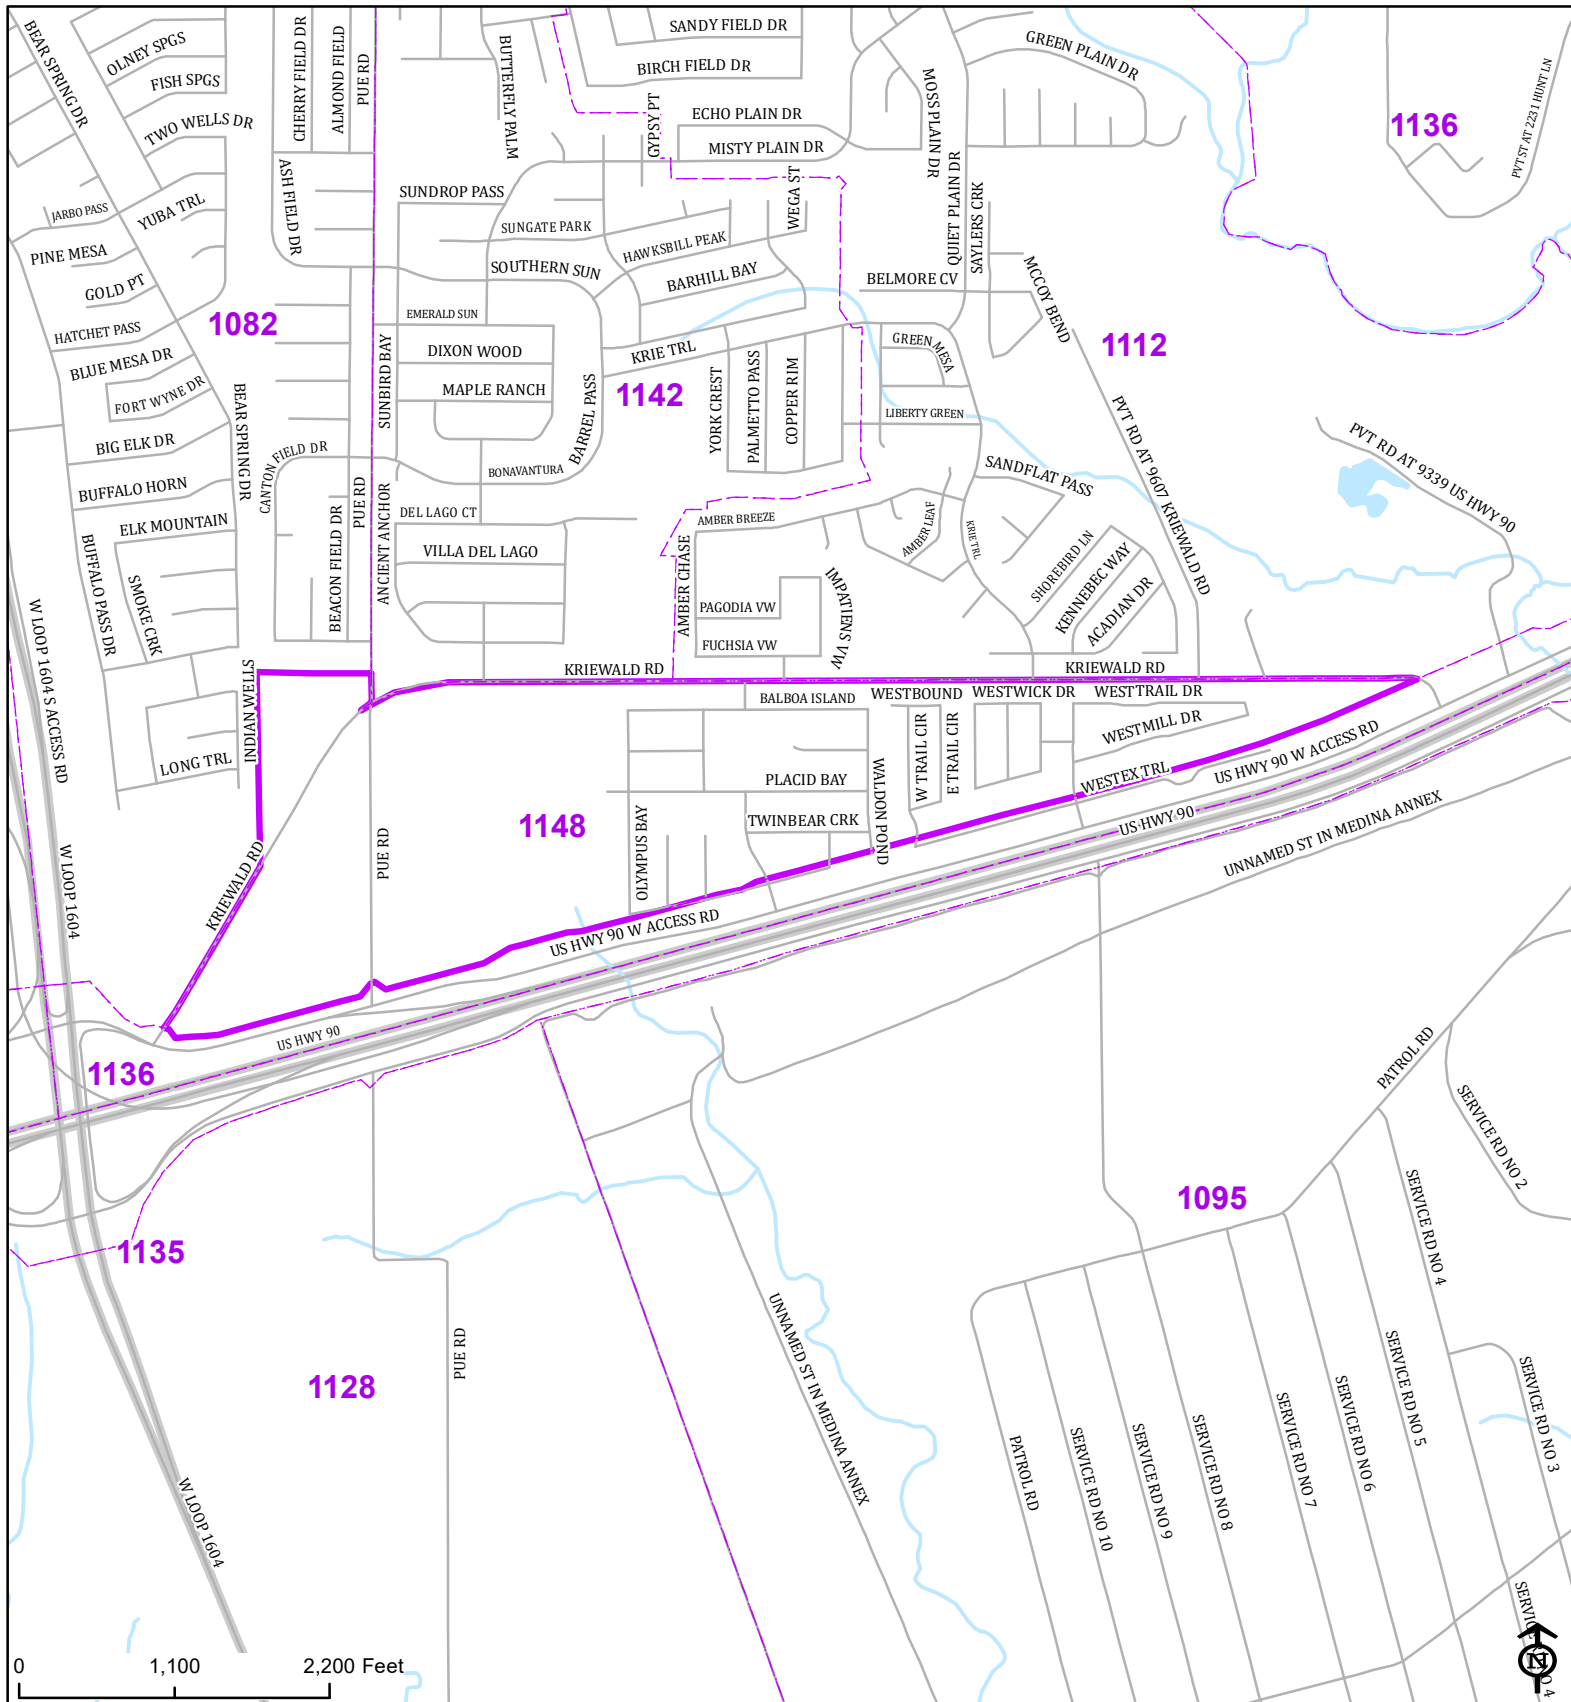 BEAR SPRING DR
OLNEY SPGS
FISH SPGS
TWO WELLS DR
CHERRY FIELD DR
ALMOND FIELD
PUE RD
BUTTERFLY PALM
SANDY FIELD DR
BIRCH FIELD DR
GYPSY PT
ECHO PLAIN DR
MISTY PLAIN DR
MOSS PLAIN DR
GREEN PLAIN DR
1136
PVT ST AT 2231 HUNT LN
JARBO PASS
YUBA TRL
ASH FIELD DR
SUNDROP PASS
SUNGATE PARK
WEGA ST
QUIET PLAIN DR
SAYLERS CRK
PINE MESA
GOLD PT
HATCHET PASS
1082
SOUTHERN SUN
HAWKSBILL PEAK
BARHILL BAY
BELMORE CV
MCCOY BEND
BLUE MESA DR
FORT WYNE DR
BIG ELK DR
BEAR SPRING DR
EMERALD SUN
DIXON WOOD
MAPLE RANCH
SUNBIRD BAY
KRIE TRL
1142
BARREL PASS
YORK CREST
PALMETTO PASS
COPPER RIM
GREEN MESA
LIBERTY GREEN
1112
BUFFALO HORN
ELK MOUNTAIN
CANTON FIELD DR
PUE RD
BONAVANTURA
SANDFLAT PASS
PVT RD AT 9607 KRIEWALD RD
PVT RD AT 9339 US HWY 90
DEL LAGO CT
VILLA DEL LAGO
AMBER BREEZE
AMBER LEAF
KRIE TRL
BUFFALO PASS DR
SMOKE CRK
BEACON FIELD DR
ANCIENT ANCHOR
AMBER CHASE
PAGODIA VW
FUCHSIA VW
IMPATIENS VW
SHOREBIRD LN
KENNEBEC WAY
ACADIAN DR
W LOOP 1604 S ACCESS RD
INDIAN WELLS
LONG TRL
KRIEWALD RD
KRIEWALD RD
BALBOA ISLAND
WESTBOUND
WESTWICK DR
WESTTRAIL DR
WESTMILL DR
W TRAIL CIR
E TRAIL CIR
WESTEX TRL
US HWY 90 W ACCESS RD
PLACID BAY
TWINBEAR CRK
WALDON POND
OLYMPUS BAY
1148
PUE RD
KRIEWALD RD
W LOOP 1604
US HWY 90
UNNAMED ST IN MEDINA ANNEX
US HWY 90 W ACCESS RD
US HWY 90
1136
PATROL RD
SERVICE RD NO 2
1095
SERVICE RD NO 4
1135
1128
PUE RD
UNNAMED ST IN MEDINA ANNEX
PATROL RD
SERVICE RD NO 10
SERVICE RD NO 9
SERVICE RD NO 8
SERVICE RD NO 7
SERVICE RD NO 6
SERVICE RD NO 5
SERVICE RD NO 3
SERVICE RD NO 4
W LOOP 1604
0 1,100 2,200 Feet
N